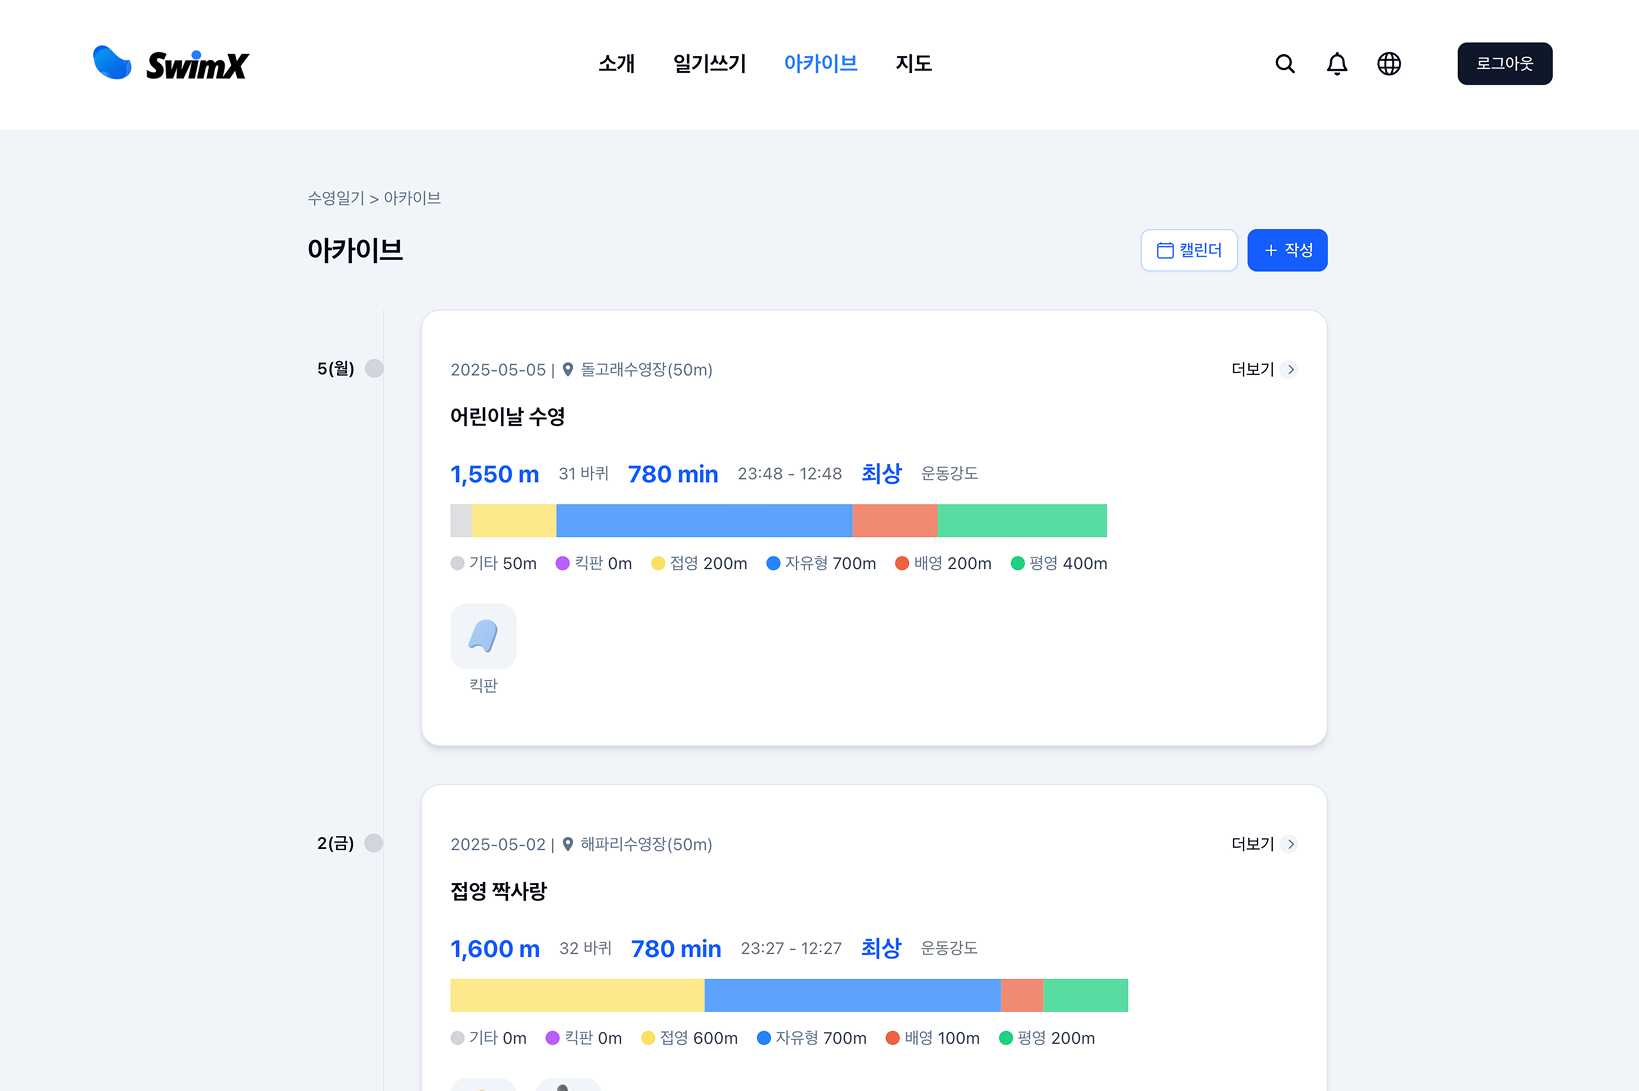 SwimX
소개 일기쓰기 아카이브 지도
로그아웃
수영일기 > 아카이브
아카이브
캘린더
+ 작성
5(월)
2025-05-05 | 돌고래수영장(50m)
더보기
어린이날 수영
1,550 m 31 바퀴 780 min 23:48 - 12:48 최상 운동강도
기타 50m 킥판 0m 접영 200m 자유형 700m 배영 200m 평영 400m
킥판
2(금)
2025-05-02 | 해파리수영장(50m)
더보기
접영 짝사랑
1,600 m 32 바퀴 780 min 23:27 - 12:27 최상 운동강도
기타 0m 킥판 0m 접영 600m 자유형 700m 배영 100m 평영 200m